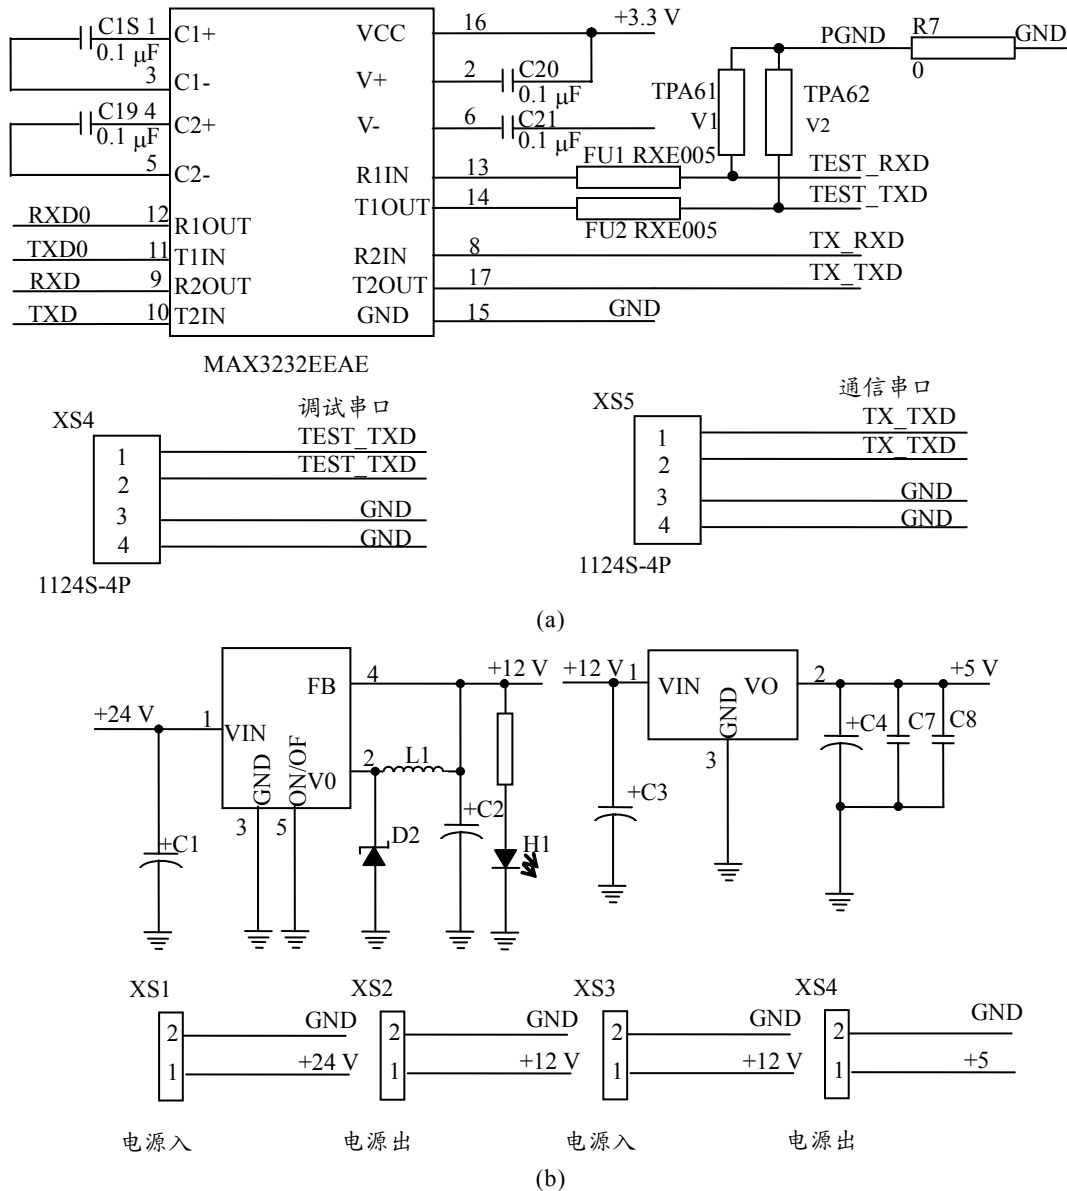 C1S 1
0.1 μF
3
C19 4
0.1 μF
5
RXD0 12
TXD0 11
RXD 9
TXD 10
C1+
C1-
C2+
C2-
R1OUT
T1IN
R2OUT
T2IN
VCC
V+
V-
R1IN
T1OUT
R2IN
T2OUT
GND
16
+3.3 V
2
C20
0.1 μF
6
C21
0.1 μF
13
FU1 RXE005
14
FU2 RXE005
8
17
15
GND
PGND
R7
0
GND
TPA61
V1
TPA62
V2
TEST_RXD
TEST_TXD
TX_RXD
TX_TXD
MAX3232EEAE
XS4
调试串口
1
TEST_TXD
2
TEST_TXD
3
GND
4
GND
1124S-4P
XS5
通信串口
1
TX_TXD
2
TX_TXD
3
GND
4
GND
1124S-4P
(a)
+24 V
1
VIN
FB
4
GND
ON/OF
V0
2
3
5
+C1
L1
D2
+C2
H1
+12 V
+12 V
1
VIN
VO
GND
2
3
+5 V
+C3
+C4
C7
C8
XS1
2
GND
1
+24 V
电源入
XS2
2
GND
1
+12 V
电源出
XS3
2
GND
1
+12 V
电源入
XS4
2
GND
1
+5
电源出
(b)